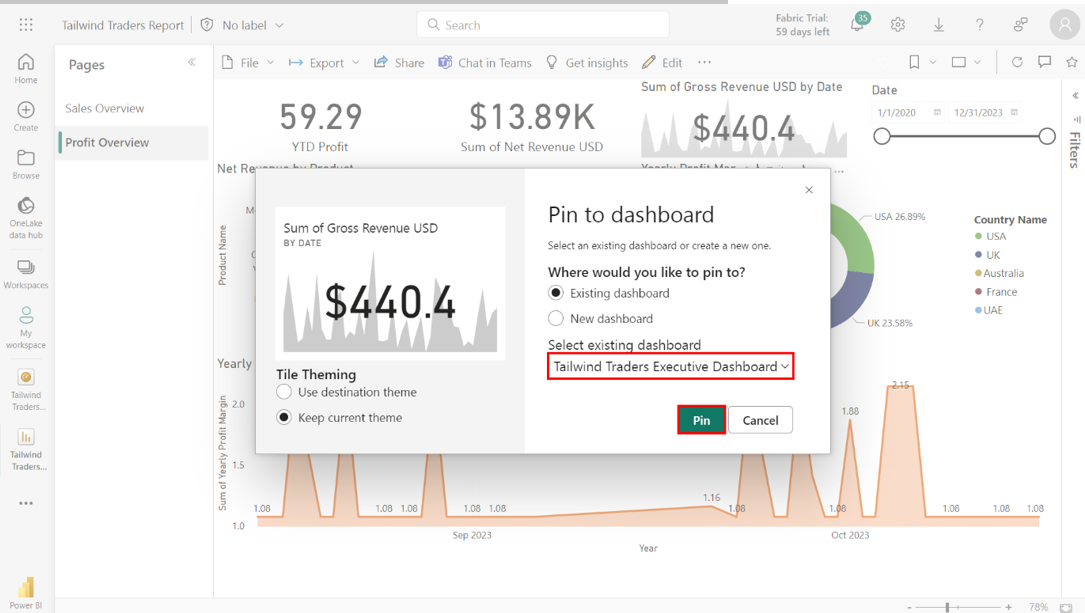 Tailwind Traders Report
No label
Search
Fabric Trial:
59 days left
35
Home
Create
Browse
OneLake
data hub
Workspaces
My
workspace
Tailwind
Traders...
Tailwind
Traders...
Power BI
Pages
Sales Overview
Profit Overview
File
Export
Share
Chat in Teams
Get insights
Edit
59.29
YTD Profit
$13.89K
Sum of Net Revenue USD
Sum of Gross Revenue USD by Date
$440.4
Date
1/1/2020
12/31/2023
Filters
Net Revenue by Product
Product Name
USA 26.89%
UK 23.58%
Country Name
USA
UK
Australia
France
UAE
Sum of Gross Revenue USD
BY DATE
$440.4
Tile Theming
Use destination theme
Keep current theme
Pin to dashboard
Select an existing dashboard or create a new one.
Where would you like to pin to?
Existing dashboard
New dashboard
Select existing dashboard
Tailwind Traders Executive Dashboard
Pin
Cancel
Yearly
Sum of Yearly Profit Margin
2.0
1.5
1.0
1.08
1.08
1.08
1.08
1.08
1.16
1.08
1.08
1.88
2.15
1.08
1.08
1.08
Sep 2023
Oct 2023
Year
- + 78%